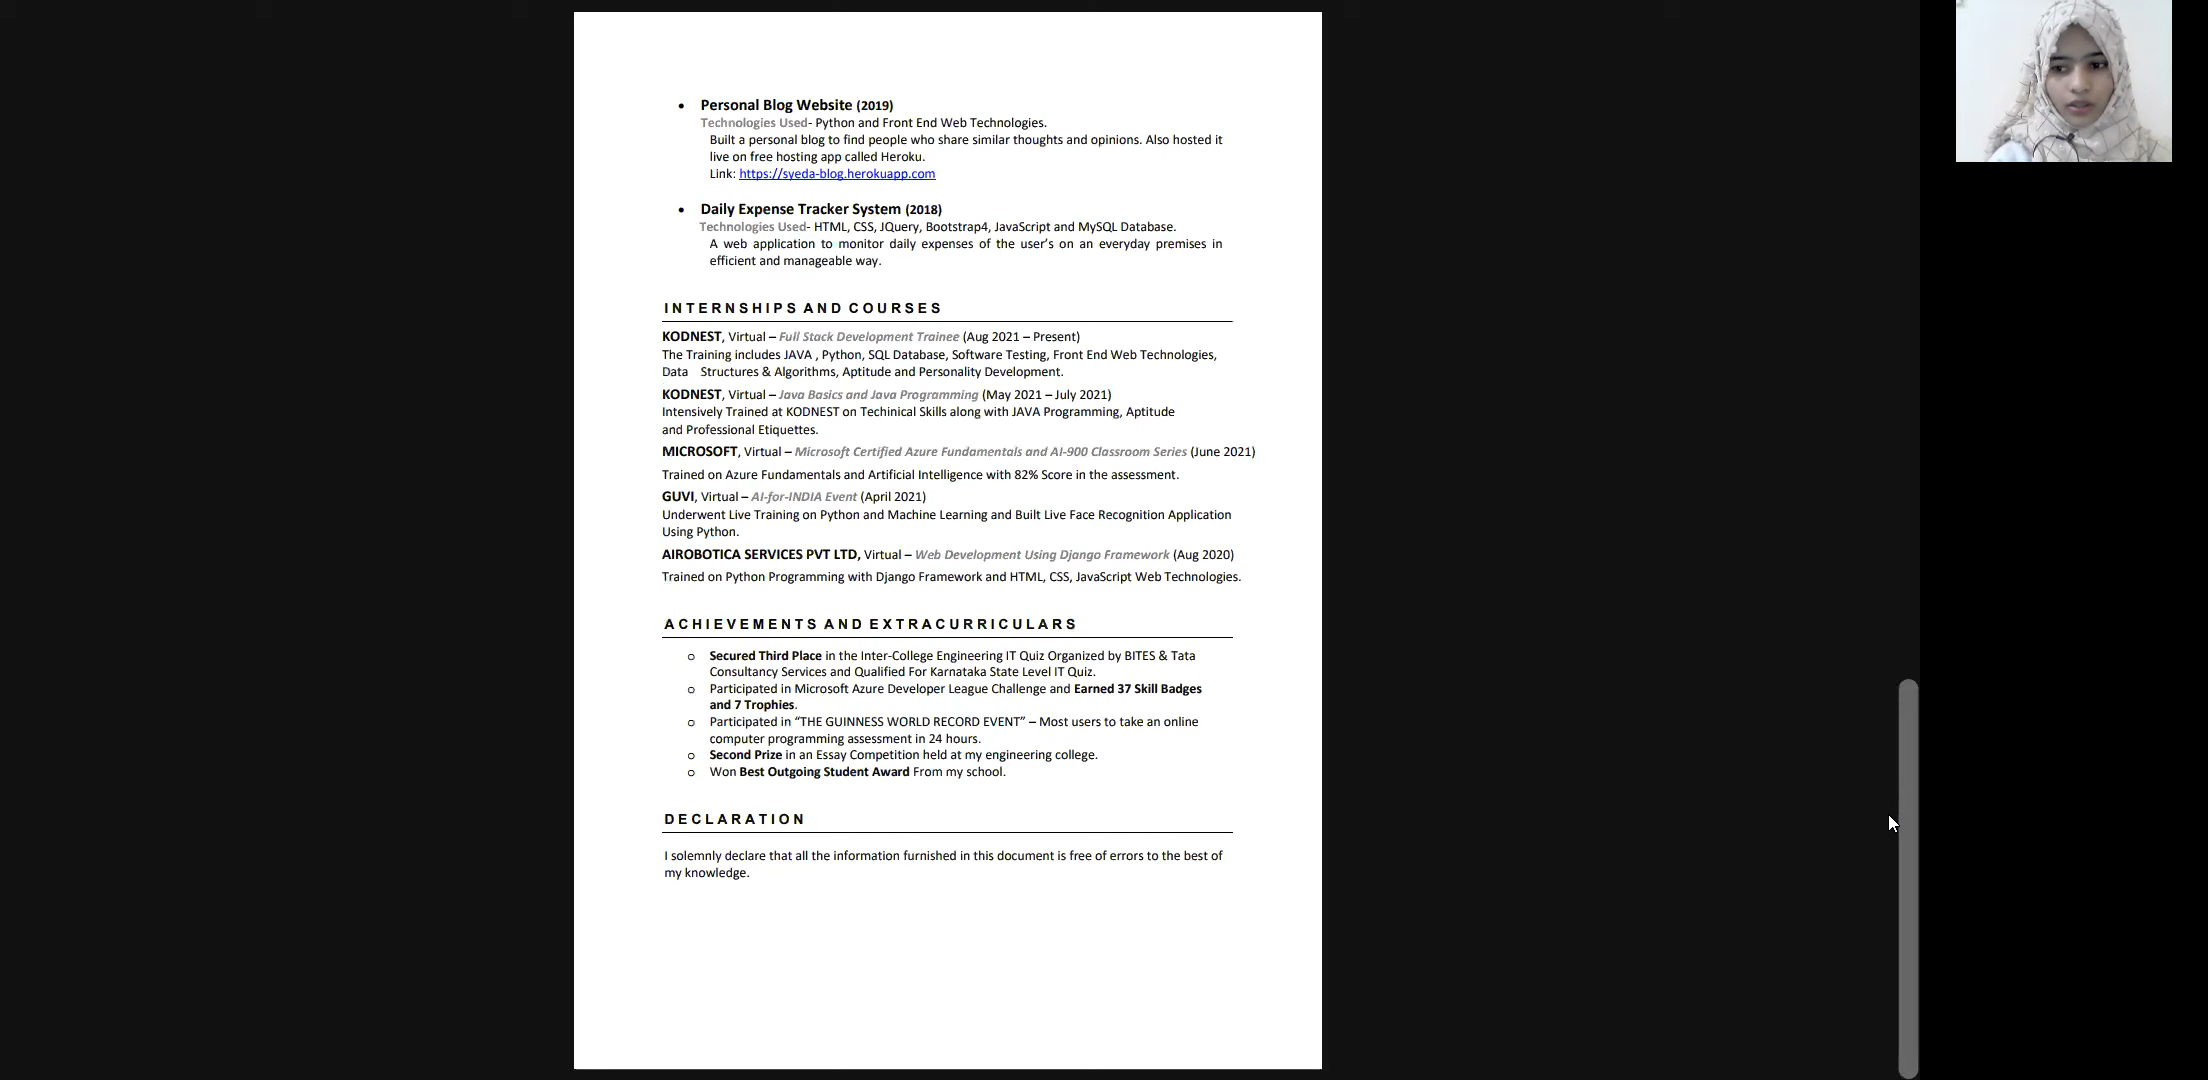 • Personal Blog Website (2019)
Technologies Used- Python and Front End Web Technologies.
Built a personal blog to find people who share similar thoughts and opinions. Also hosted it
live on free hosting app called Heroku.
Link: https://syeda-blog.herokuapp.com
• Daily Expense Tracker System (2018)
Technologies Used- HTML, CSS, JQuery, Bootstrap4, JavaScript and MySQL Database.
A web application to monitor daily expenses of the user’s on an everyday premises in
efficient and manageable way.
INTERNSHIPS AND COURSES
KODNEST, Virtual – Full Stack Development Trainee (Aug 2021 – Present)
The Training includes JAVA , Python, SQL Database, Software Testing, Front End Web Technologies,
Data Structures & Algorithms, Aptitude and Personality Development.
KODNEST, Virtual – Java Basics and Java Programming (May 2021 – July 2021)
Intensively Trained at KODNEST on Techinical Skills along with JAVA Programming, Aptitude
and Professional Etiquettes.
MICROSOFT, Virtual – Microsoft Certified Azure Fundamentals and AI-900 Classroom Series (June 2021)
Trained on Azure Fundamentals and Artificial Intelligence with 82% Score in the assessment.
GUVI, Virtual – AI-for-INDIA Event (April 2021)
Underwent Live Training on Python and Machine Learning and Built Live Face Recognition Application
Using Python.
AIROBOTICA SERVICES PVT LTD, Virtual – Web Development Using Django Framework (Aug 2020)
Trained on Python Programming with Django Framework and HTML, CSS, JavaScript Web Technologies.
ACHIEVEMENTS AND EXTRACURRICULARS
o Secured Third Place in the Inter-College Engineering IT Quiz Organized by BITES & Tata
Consultancy Services and Qualified For Karnataka State Level IT Quiz.
o Participated in Microsoft Azure Developer League Challenge and Earned 37 Skill Badges
and 7 Trophies.
o Participated in “THE GUINNESS WORLD RECORD EVENT” – Most users to take an online
computer programming assessment in 24 hours.
o Second Prize in an Essay Competition held at my engineering college.
o Won Best Outgoing Student Award From my school.
DECLARATION
I solemnly declare that all the information furnished in this document is free of errors to the best of
my knowledge.